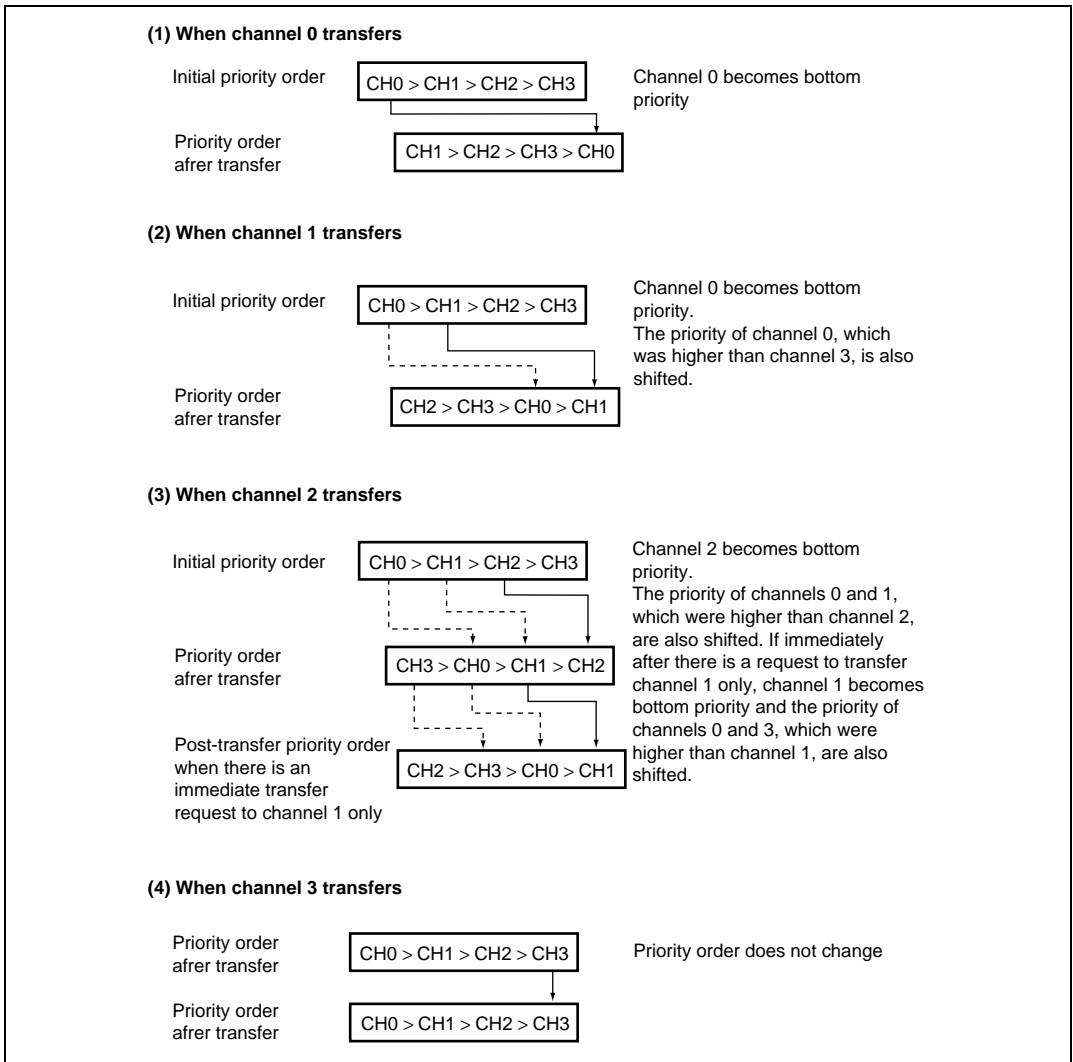 (1) When channel 0 transfers
Initial priority order
CH0 > CH1 > CH2 > CH3
Channel 0 becomes bottom
priority
Priority order
afrer transfer
CH1 > CH2 > CH3 > CH0
(2) When channel 1 transfers
Initial priority order
CH0 > CH1 > CH2 > CH3
Channel 0 becomes bottom
priority.
The priority of channel 0, which
was higher than channel 3, is also
shifted.
Priority order
afrer transfer
CH2 > CH3 > CH0 > CH1
(3) When channel 2 transfers
Initial priority order
CH0 > CH1 > CH2 > CH3
Channel 2 becomes bottom
priority.
The priority of channels 0 and 1,
which were higher than channel 2,
are also shifted. If immediately
after there is a request to transfer
channel 1 only, channel 1 becomes
bottom priority and the priority of
channels 0 and 3, which were
higher than channel 1, are also
shifted.
Priority order
afrer transfer
CH3 > CH0 > CH1 > CH2
Post-transfer priority order
when there is an
immediate transfer
request to channel 1 only
CH2 > CH3 > CH0 > CH1
(4) When channel 3 transfers
Priority order
afrer transfer
CH0 > CH1 > CH2 > CH3
Priority order does not change
Priority order
afrer transfer
CH0 > CH1 > CH2 > CH3